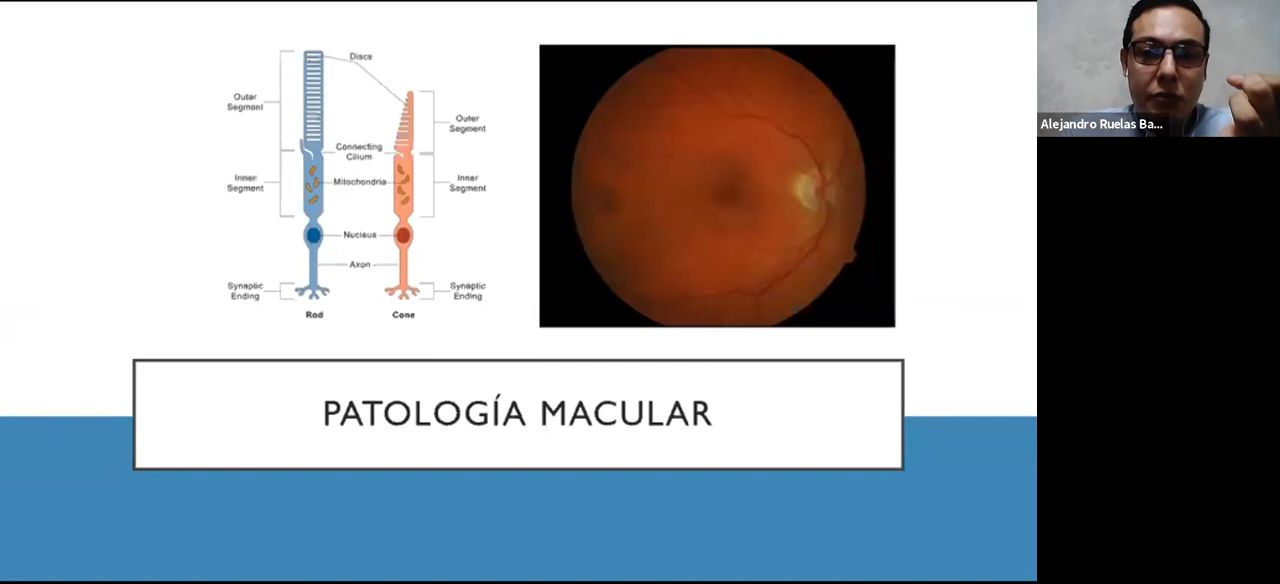 Discs
Outer
Segment
Outer
Segment
Connecting
Cilium
Inner
Segment
Mitochondria
Inner
Segment
Nucleus
Axon
Synaptic
Ending
Synaptic
Ending
Rod
Cone
PATOLOGÍA MACULAR
Alejandro Ruelas Ba...